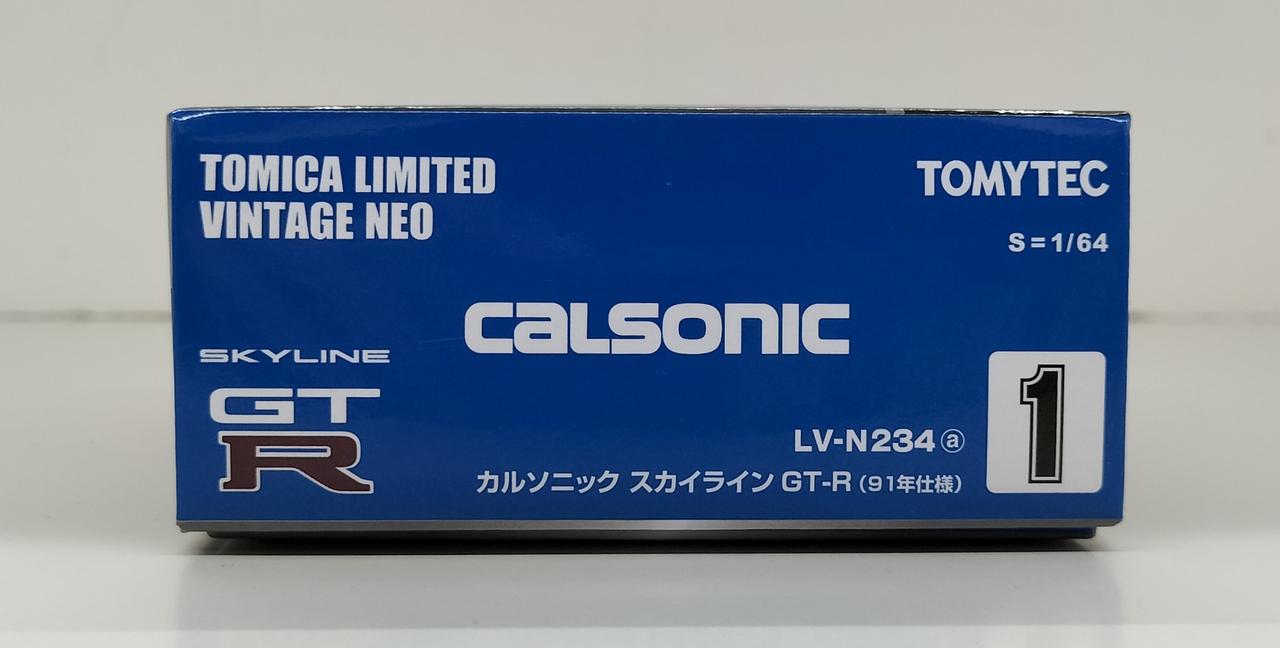 TOMICA LIMITED
VINTAGE NEO
TOMYTEC
S=1/64
CALSONIC
SKYLINE
GT
R
LV-N234 ⓐ
カルソニック スカイライン GT-R (91年仕様)
1